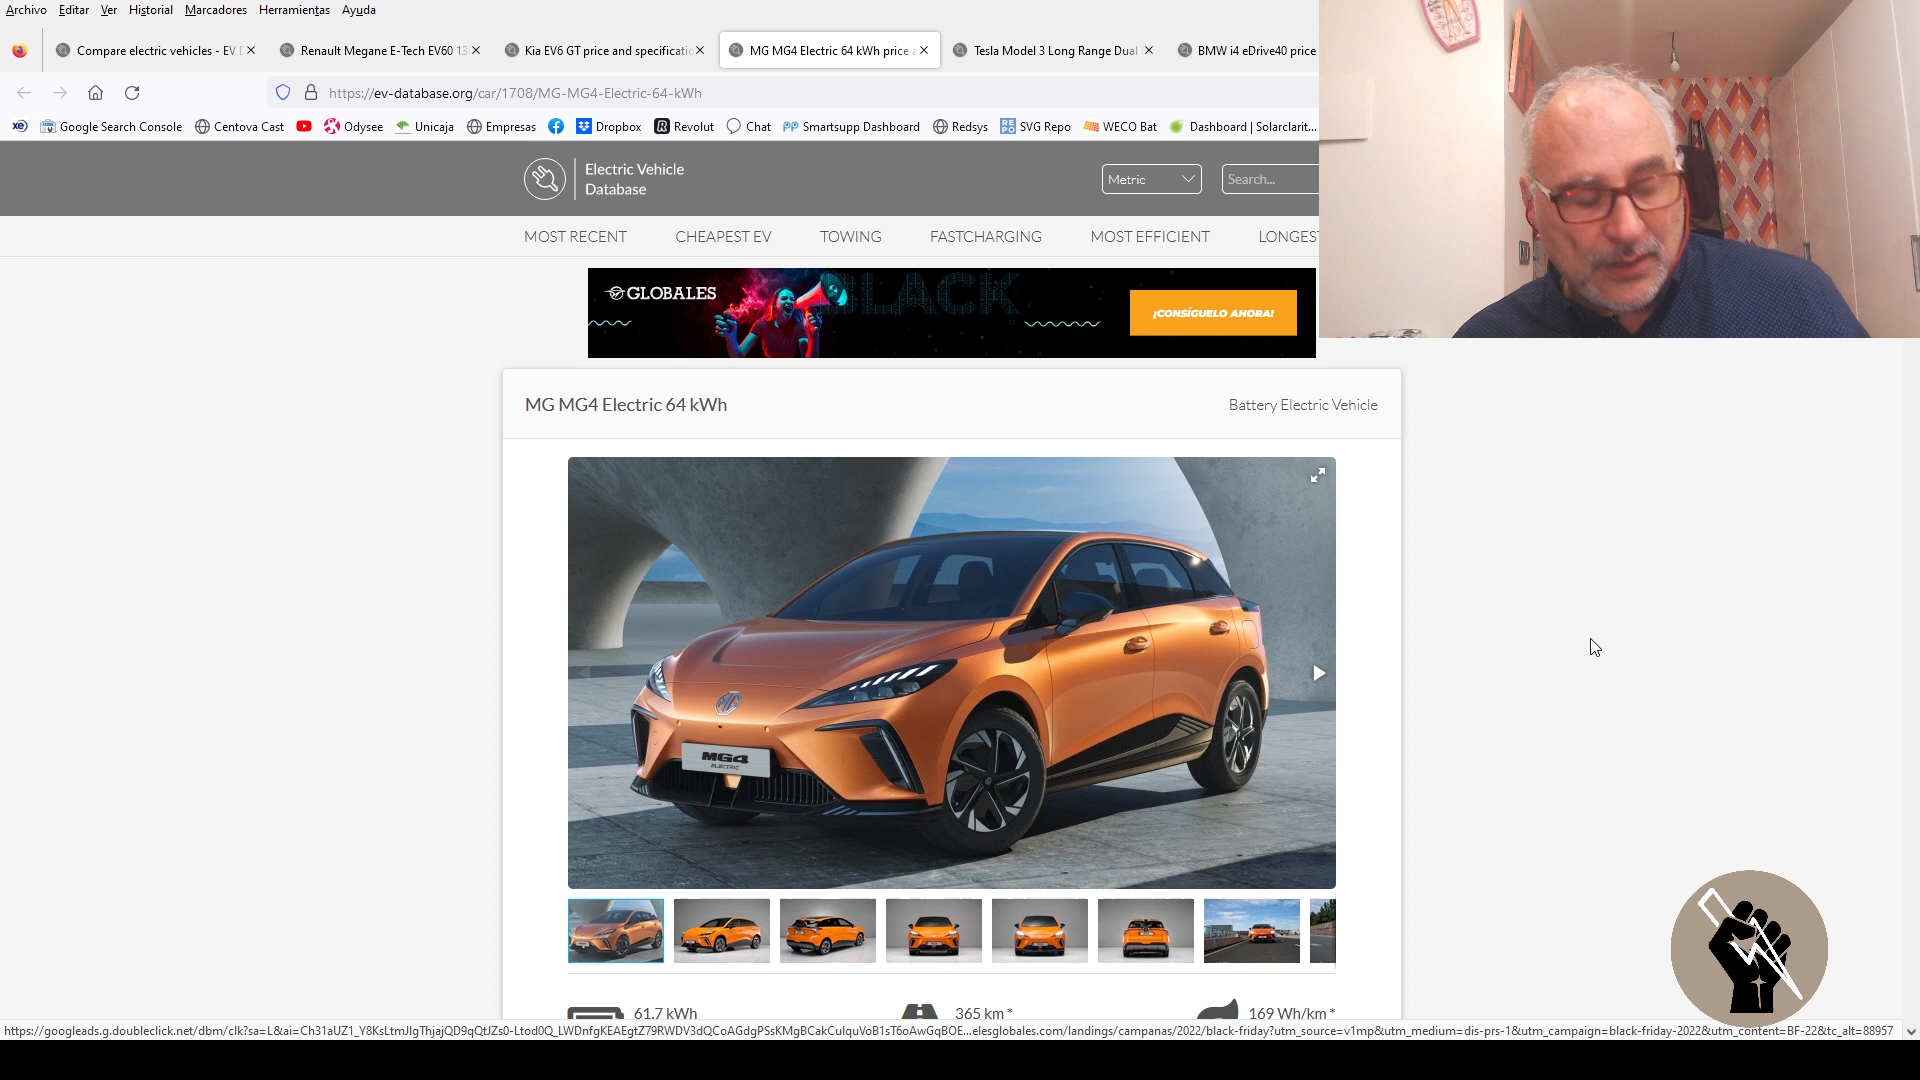 Archivo Editar Ver Historial Marcadores Herramientas Ayuda
Compare electric vehicles - EV D
Renault Megane E-Tech EV60 13
Kia EV6 GT price and specificatio
MG MG4 Electric 64 kWh price a
Tesla Model 3 Long Range Dual
BMW i4 eDrive40 price
https://ev-database.org/car/1708/MG-MG4-Electric-64-kWh
Google Search Console Centova Cast Odysee Unicaja Empresas Dropbox Revolut Chat Smartsupp Dashboard Redsys SVG Repo WECO Bat Dashboard | Solarclarit...
Electric Vehicle
Database
Metric
Search...
MOST RECENT CHEAPEST EV TOWING FASTCHARGING MOST EFFICIENT LONGEST
GLOBALES
BLACK
¡CONSÍGUELO AHORA!
MG MG4 Electric 64 kWh
Battery Electric Vehicle
MG4
ELECTRIC
61.7 kWh
365 km *
169 Wh/km *